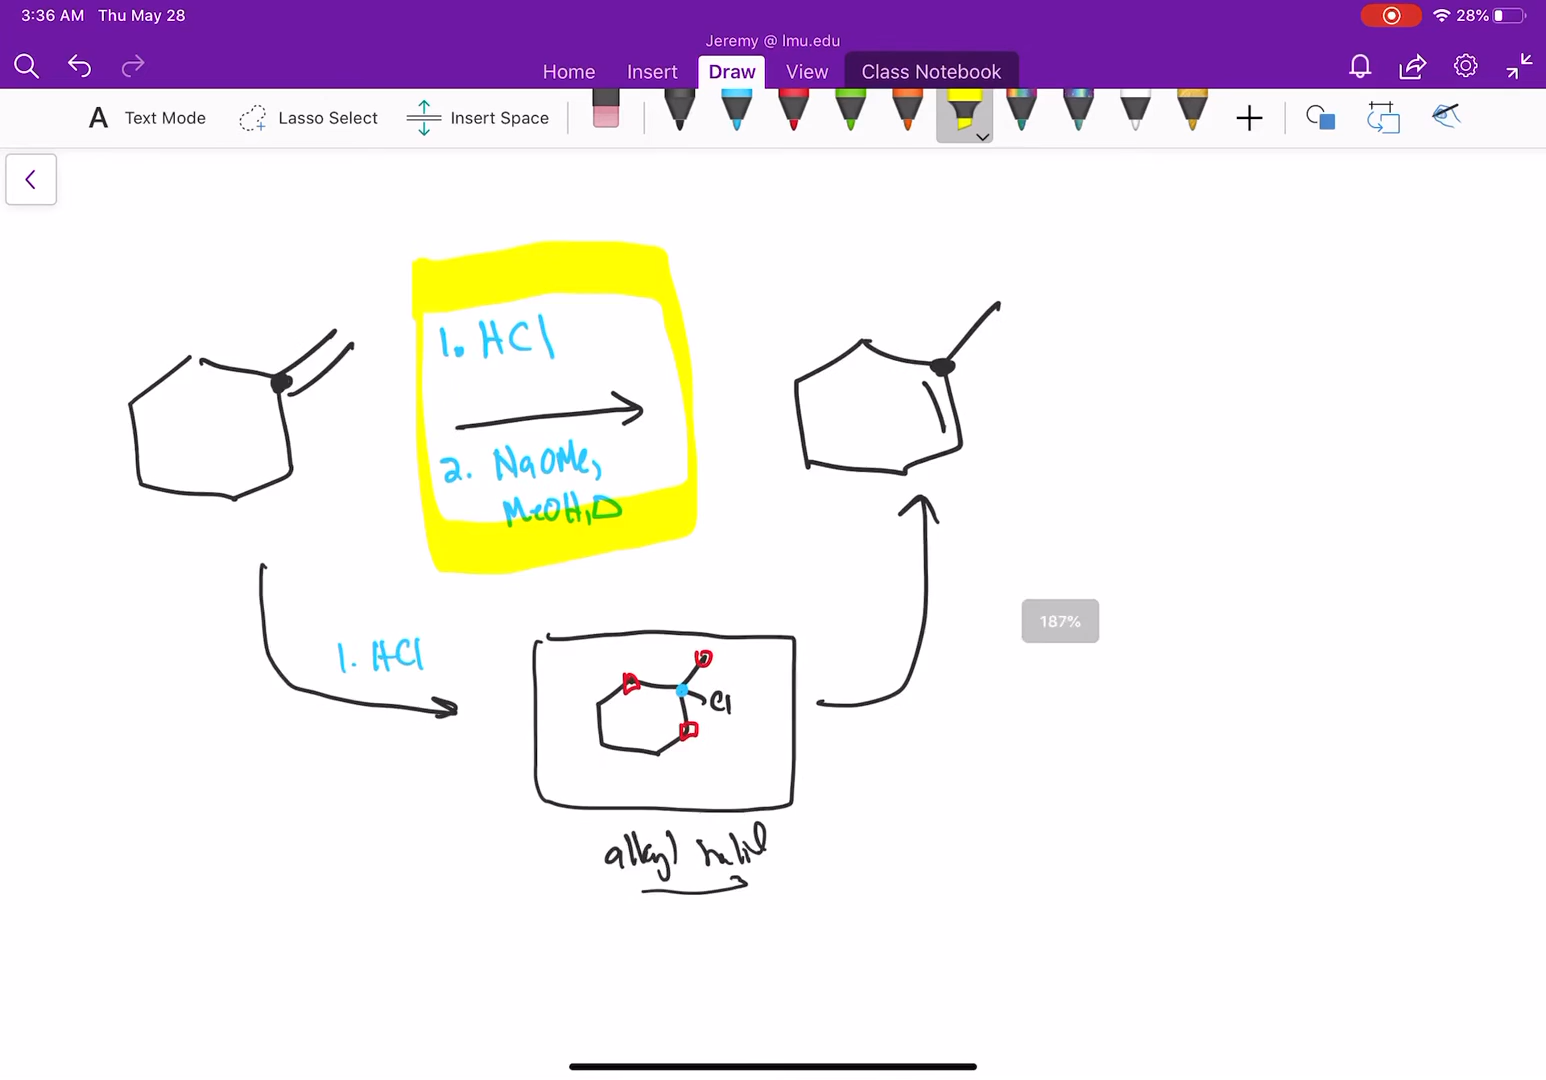 3:36 AM Thu May 28
28%
Jeremy @ lmu.edu
Home Insert Draw View Class Notebook
A Text Mode Lasso Select Insert Space
1. HCl
2. NaOMe,
MeOH, Δ
187%
1. HCl
Cl
alkyl halide